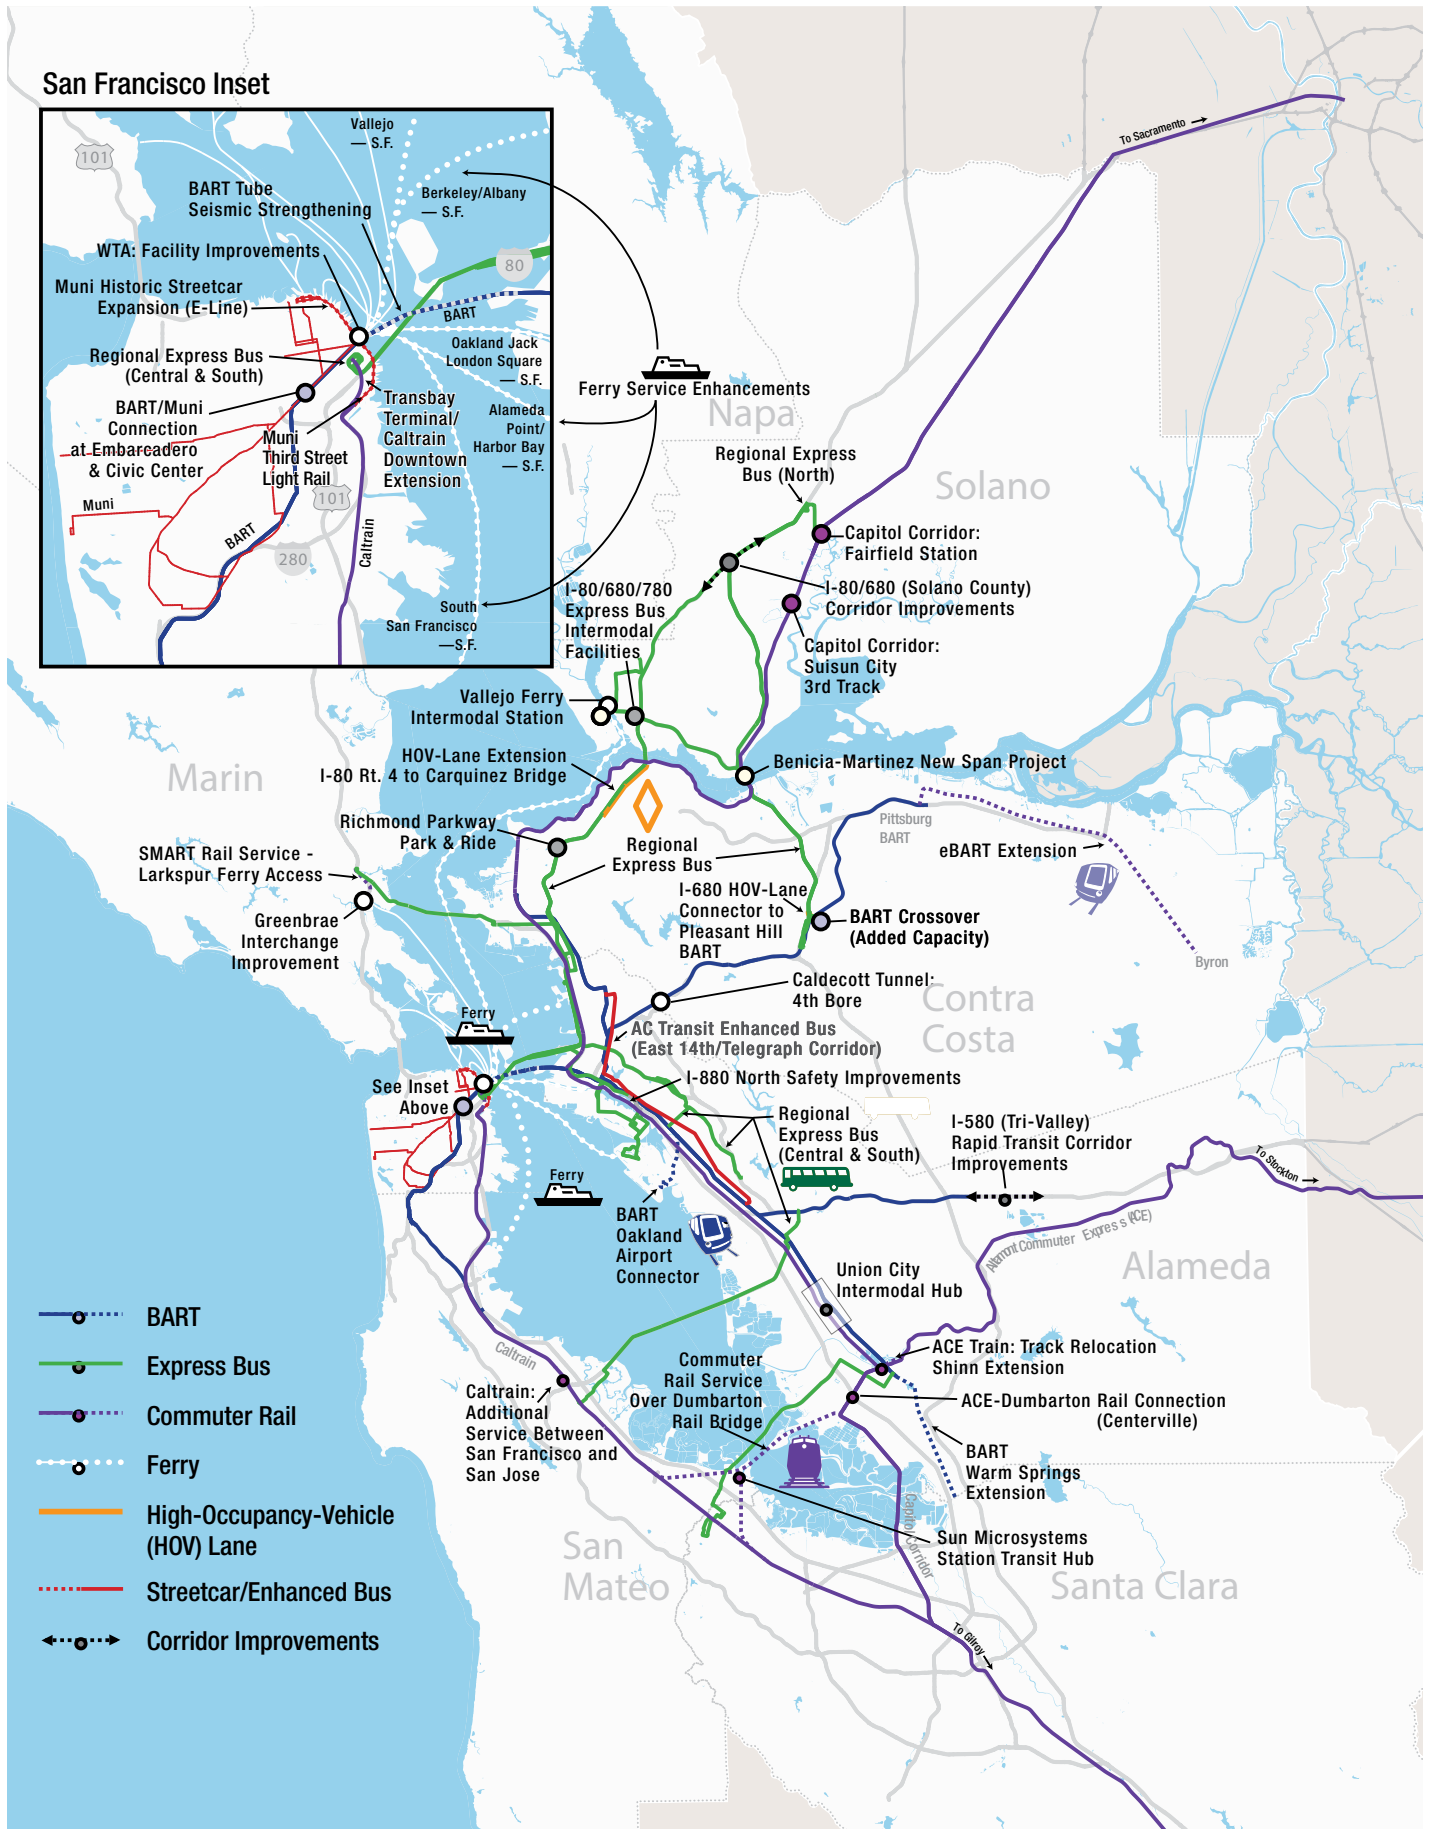 San Francisco Inset
101
Vallejo
— S.F.
BART Tube
Seismic Strengthening
Berkeley/Albany
— S.F.
WTA: Facility Improvements
80
Muni Historic Streetcar
Expansion (E-Line)
BART
Regional Express Bus
(Central & South)
Oakland Jack
London Square
— S.F.
BART/Muni
Connection
at Embarcadero
& Civic Center
Muni
Third Street
Light Rail
Transbay
Terminal/
Caltrain
Downtown
Extension
Alameda
Point/
Harbor Bay
— S.F.
101
Muni
BART
280
Caltrain
South
San Francisco
—S.F.
To Sacramento
Ferry Service Enhancements
Napa
Regional Express
Bus (North)
Solano
Capitol Corridor:
Fairfield Station
I-80/680/780
Express Bus
Intermodal
Facilities
I-80/680 (Solano County)
Corridor Improvements
Capitol Corridor:
Suisun City
3rd Track
Vallejo Ferry
Intermodal Station
HOV-Lane Extension
I-80 Rt. 4 to Carquinez Bridge
Benicia-Martinez New Span Project
Marin
Richmond Parkway
Park & Ride
Pittsburg
BART
Regional
Express Bus
eBART Extension
SMART Rail Service -
Larkspur Ferry Access
I-680 HOV-Lane
Connector to
Pleasant Hill
BART
BART Crossover
(Added Capacity)
Greenbrae
Interchange
Improvement
Byron
Caldecott Tunnel:
4th Bore
Contra
Costa
Ferry
AC Transit Enhanced Bus
(East 14th/Telegraph Corridor)
See Inset
Above
I-880 North Safety Improvements
Regional
Express Bus
(Central & South)
I-580 (Tri-Valley)
Rapid Transit Corridor
Improvements
To Stockton
Ferry
BART
Oakland
Airport
Connector
Altamont Commuter Express (ACE)
Alameda
Union City
Intermodal Hub
BART
Express Bus
Commuter Rail
Ferry
High-Occupancy-Vehicle
(HOV) Lane
Streetcar/Enhanced Bus
Corridor Improvements
Caltrain
ACE Train: Track Relocation
Shinn Extension
Commuter
Rail Service
Over Dumbarton
Rail Bridge
Caltrain:
Additional
Service Between
San Francisco and
San Jose
ACE-Dumbarton Rail Connection
(Centerville)
BART
Warm Springs
Extension
Capitol Corridor
Sun Microsystems
Station Transit Hub
San
Mateo
Santa Clara
To Gilroy